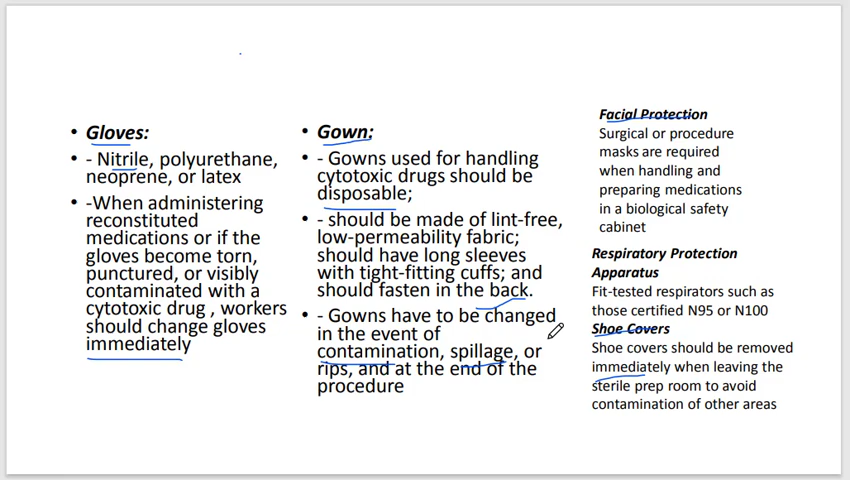 • Gloves:
• - Nitrile, polyurethane,
neoprene, or latex
• -When administering
reconstituted
medications or if the
gloves become torn,
punctured, or visibly
contaminated with a
cytotoxic drug , workers
should change gloves
immediately
• Gown:
• - Gowns used for handling
cytotoxic drugs should be
disposable;
• - should be made of lint-free,
low-permeability fabric;
should have long sleeves
with tight-fitting cuffs; and
should fasten in the back.
• - Gowns have to be changed
in the event of
contamination, spillage, or
rips, and at the end of the
procedure
Facial Protection
Surgical or procedure
masks are required
when handling and
preparing medications
in a biological safety
cabinet
Respiratory Protection
Apparatus
Fit-tested respirators such as
those certified N95 or N100
Shoe Covers
Shoe covers should be removed
immediately when leaving the
sterile prep room to avoid
contamination of other areas